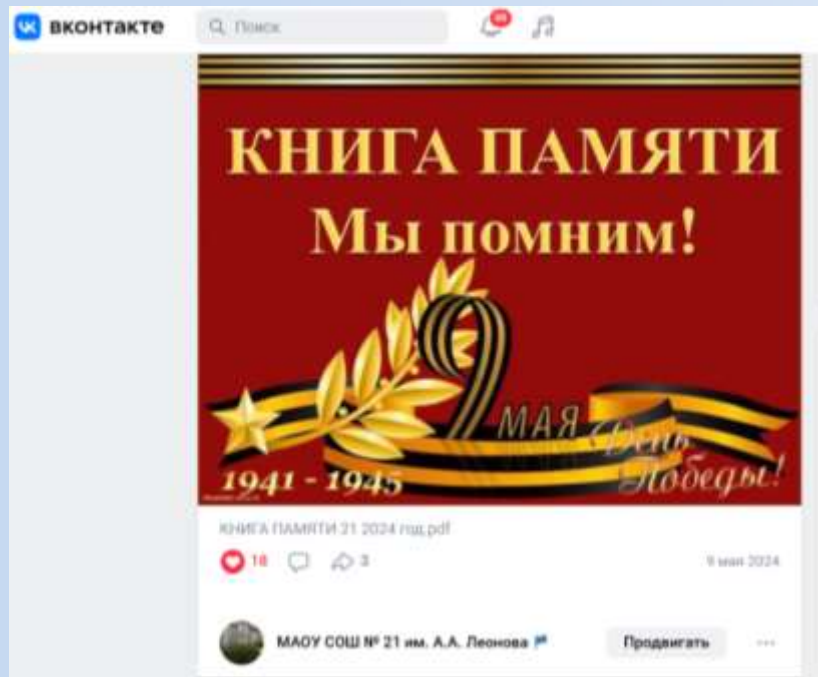 вконтакте
Поиск
КНИГА ПАМЯТИ
Мы помним!
9 МАЯ День
Победы!
1941 - 1945
КНИГА ПАМЯТИ 21 2024 год.pdf
18 3 9 мая 2024
МАОУ СОШ № 21 им. А.А. Леонова Продвигать